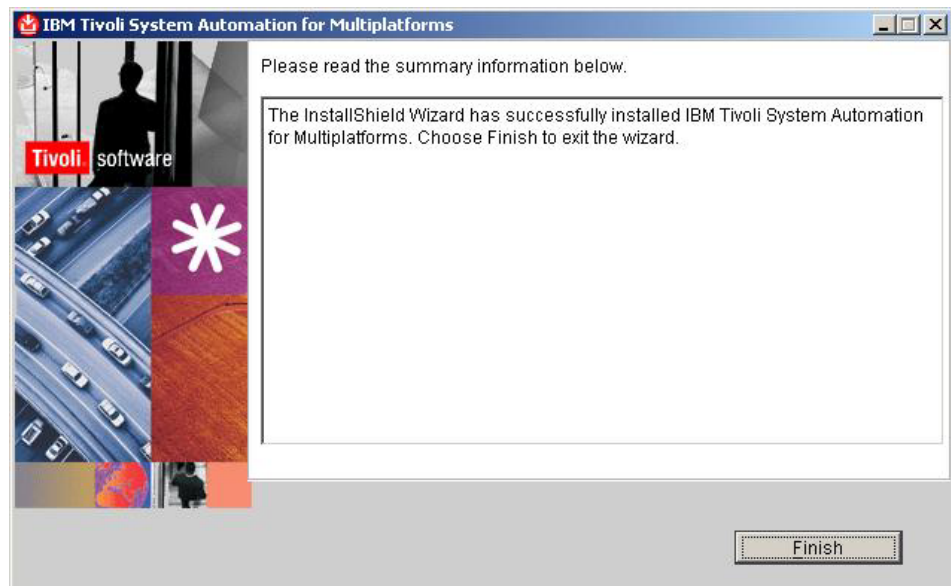 IBM Tivoli System Automation for Multiplatforms
Please read the summary information below.
The InstallShield Wizard has successfully installed IBM Tivoli System Automation
for Multiplatforms. Choose Finish to exit the wizard.
Tivoli. software
Finish